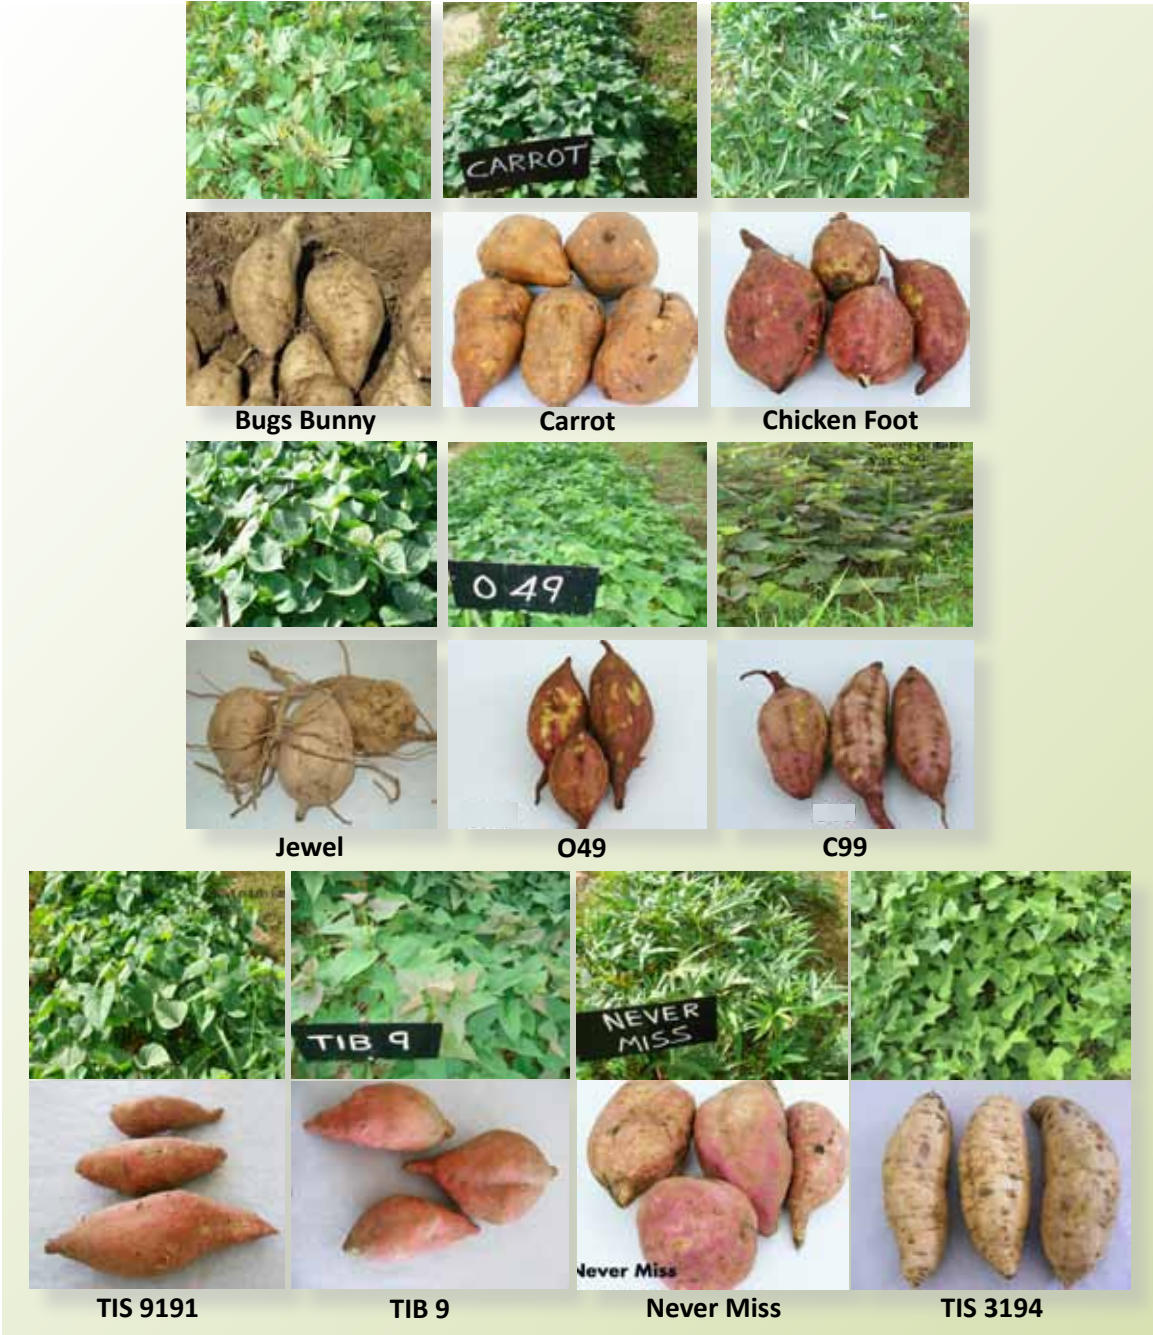 CARROT
Bugs Bunny
Carrot
Chicken Foot
O 49
Jewel
O49
C99
TIB 9
NEVER
MISS
Never Miss
TIS 9191
TIB 9
Never Miss
TIS 3194